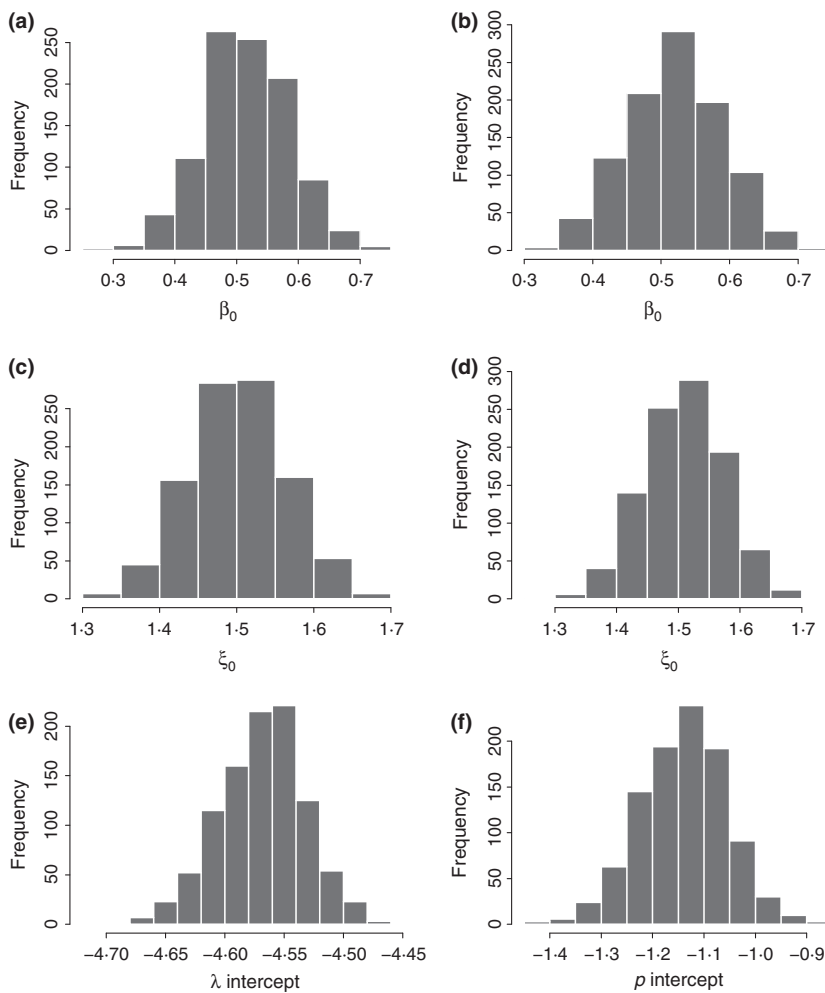 (a)
Frequency
0 50 100 150 200 250
0·3 0·4 0·5 0·6 0·7
β0
(b)
Frequency
0 50 100 150 200 250 300
0·3 0·4 0·5 0·6 0·7
β0
(c)
Frequency
0 50 100 150 200 250
1·3 1·4 1·5 1·6 1·7
ξ0
(d)
Frequency
0 50 100 150 200 250 300
1·3 1·4 1·5 1·6 1·7
ξ0
(e)
Frequency
0 50 100 150 200
−4·70 −4·65 −4·60 −4·55 −4·50 −4·45
λ intercept
(f)
Frequency
0 50 100 150 200
−1·4 −1·3 −1·2 −1·1 −1·0 −0·9
p intercept